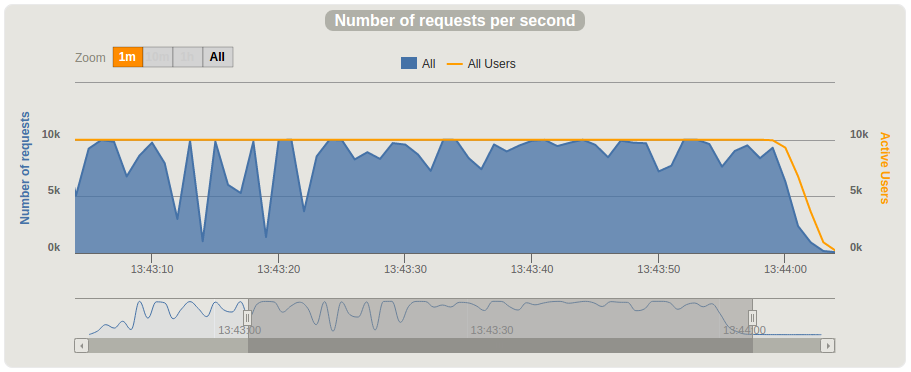 Number of requests per second
Zoom 1m 10m 1h All
All All Users
Number of requests
10k
5k
0k
10k
5k
0k
Active Users
13:43:10 13:43:20 13:43:30 13:43:40 13:43:50 13:44:00
13:43:00 13:43:30 13:44:00